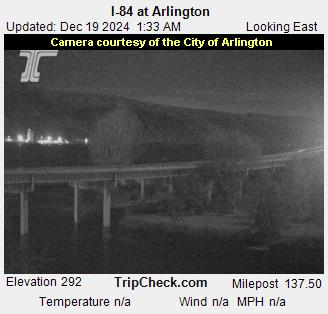 I-84 at Arlington
Updated: Dec 19 2024 1:33 AM Looking East
Camera courtesy of the City of Arlington
Elevation 292 TripCheck.com Milepost 137.50
Temperature n/a Wind n/a MPH n/a